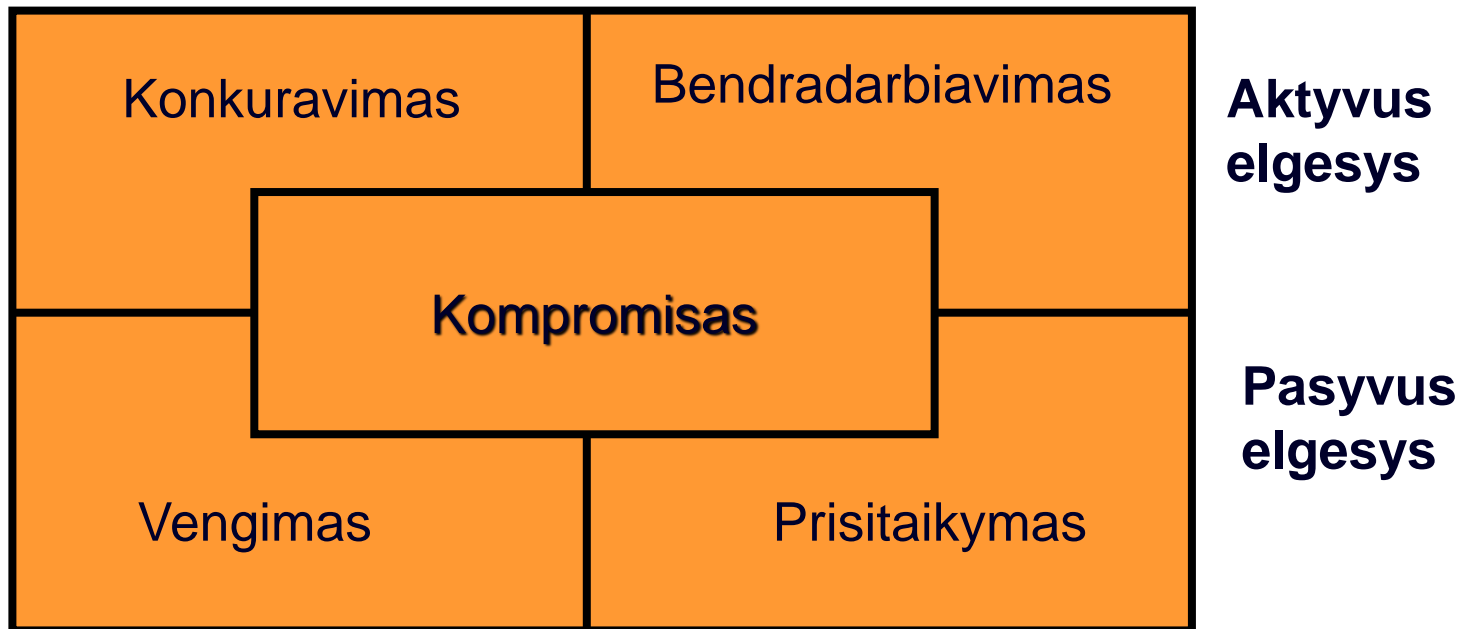 Konkuravimas
Bendradarbiavimas
Aktyvus
elgesys
Kompromisas
Pasyvus
elgesys
Vengimas
Prisitaikymas